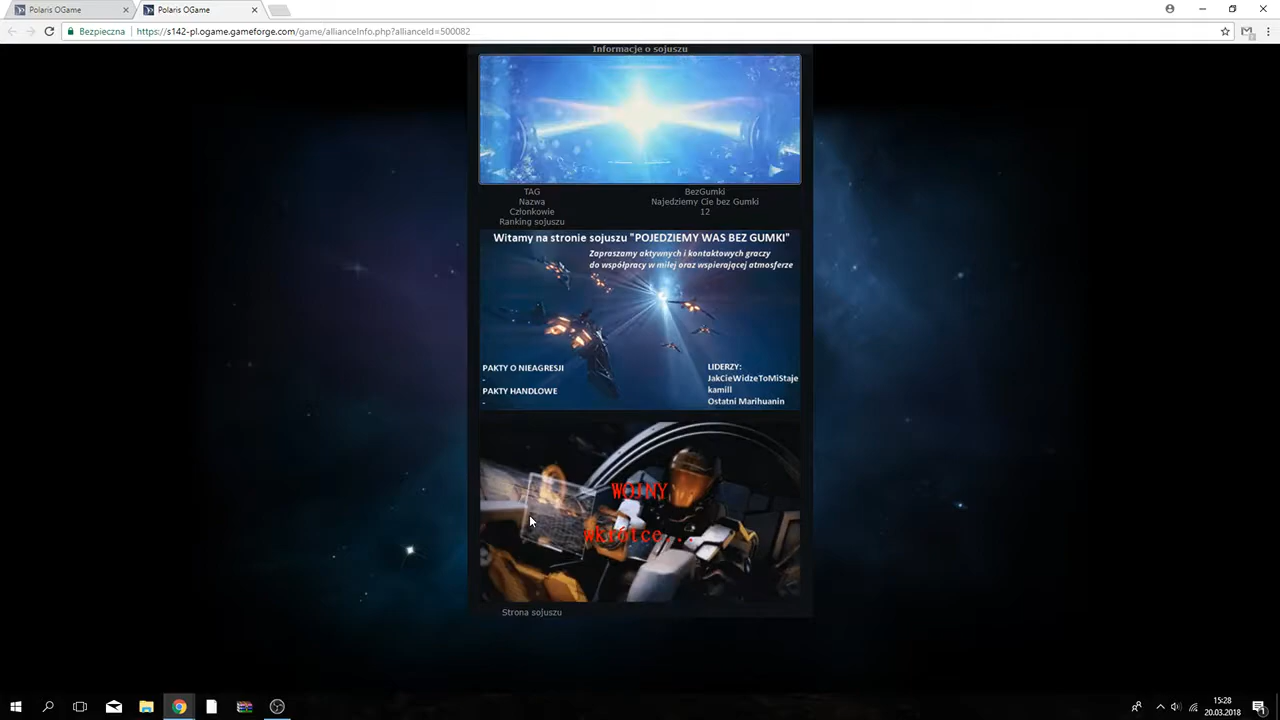 Polaris OGame
Polaris OGame
Bezpieczna
https://s142-pl.ogame.gameforge.com/game/allianceInfo.php?allianceId=500082
Informacje o sojuszu
TAG BezGumki
Nazwa Najedziemy Cie bez Gumki
Członkowie 12
Ranking sojuszu
Witamy na stronie sojuszu "POJEDZIEMY WAS BEZ GUMKI"
Zapraszamy aktywnych i kontaktowych graczy
do współpracy w miłej oraz wspierającej atmosferze
PAKTY O NIEAGRESJI
-
PAKTY HANDLOWE
-
LIDERZY:
JakCieWidzeToMiStaje
kamill
Ostatni Marihuanin
WOJNY
wkrótce...
Strona sojuszu
15:28
20.03.2018